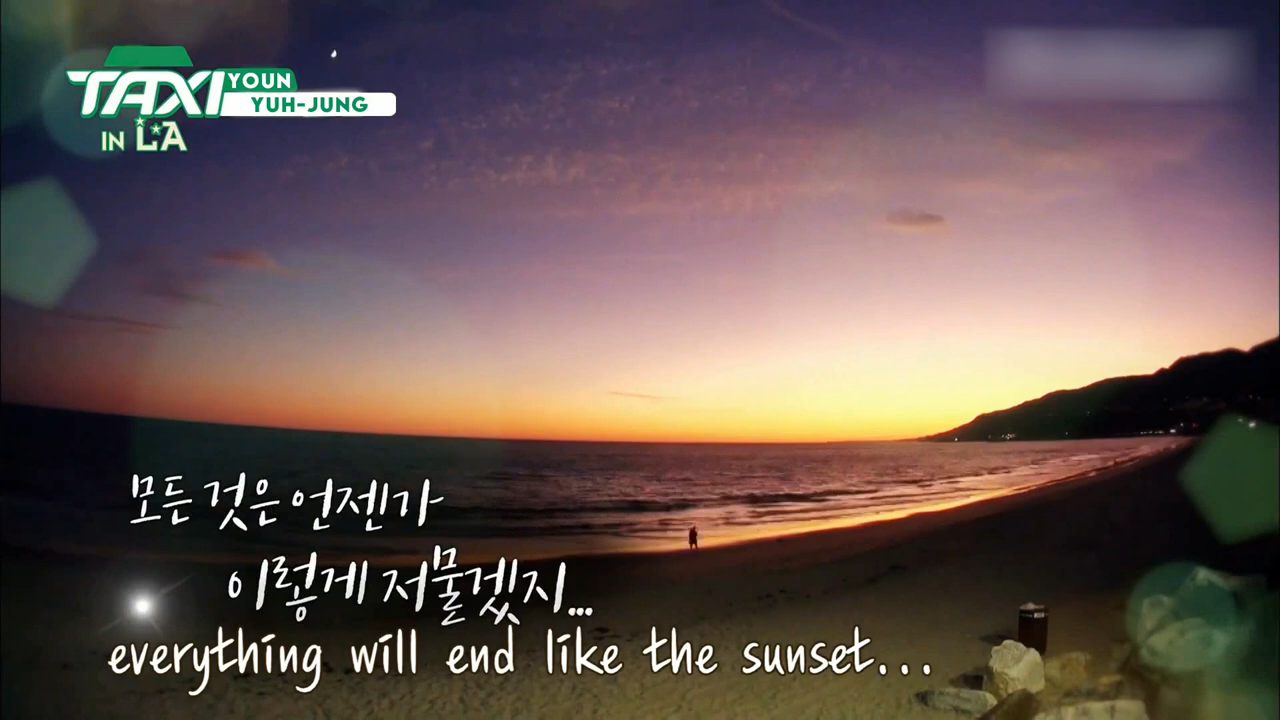 TAXI YOUN
YUH-JUNG
IN LA
모든 것은 언젠가
이렇게 저물겠지...
everything will end like the sunset...